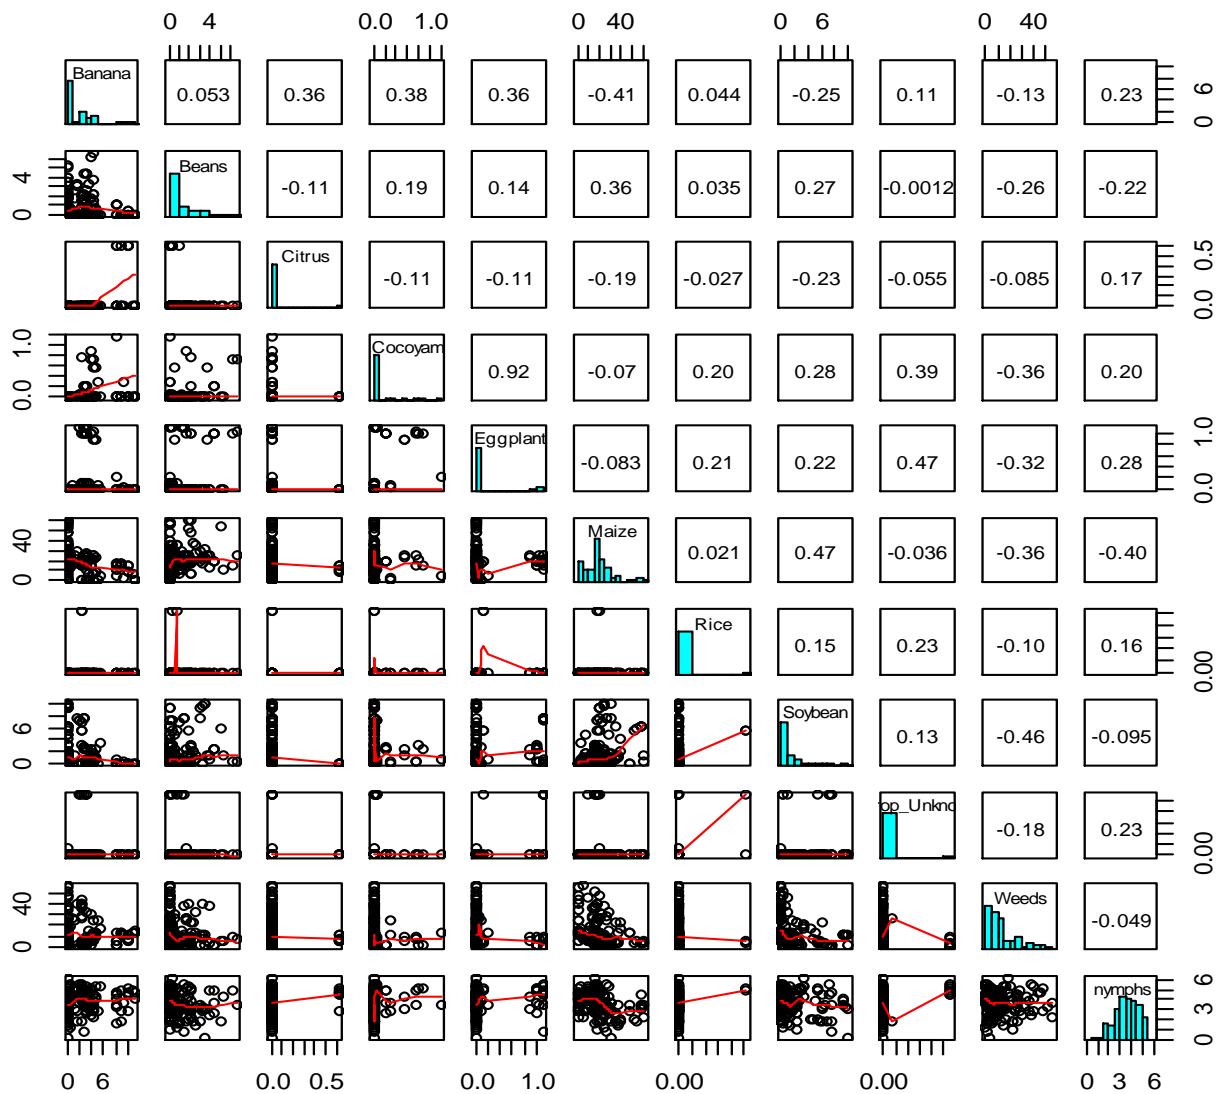 0 4 0.0 1.0 0 40 0 6 0 40
Banana 0.053 0.36 0.38 0.36 -0.41 0.044 -0.25 0.11 -0.13 0.23 0 6
0 4 Beans -0.11 0.19 0.14 0.36 0.035 0.27 -0.0012 -0.26 -0.22
Citrus -0.11 -0.11 -0.19 -0.027 -0.23 -0.055 -0.085 0.17 0.0 0.5
0.0 1.0 Cocoyam 0.92 -0.07 0.20 0.28 0.39 -0.36 0.20
Eggplant -0.083 0.21 0.22 0.47 -0.32 0.28 0.0 1.0
0 40 Maize 0.021 0.47 -0.036 -0.36 -0.40
Rice 0.15 0.23 -0.10 0.16 0.00
0 6 Soybean 0.13 -0.46 -0.095
op_Unkno -0.18 0.23 0.00
0 40 Weeds -0.049
nymphs 0 3 6
0 6 0.0 0.5 0.0 1.0 0.00 0.00 0 3 6